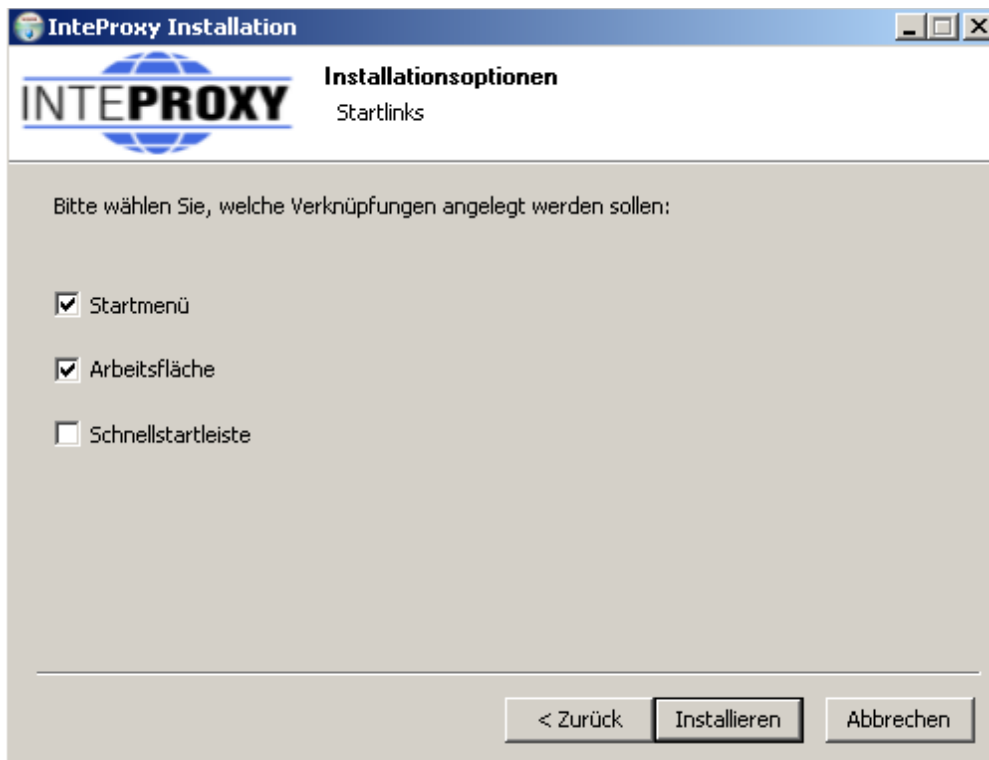 InteProxy Installation
INTEPROXY
Installationsoptionen
Startlinks
Bitte wählen Sie, welche Verknüpfungen angelegt werden sollen:
Startmenü
Arbeitsfläche
Schnellstartleiste
< Zurück
Installieren
Abbrechen